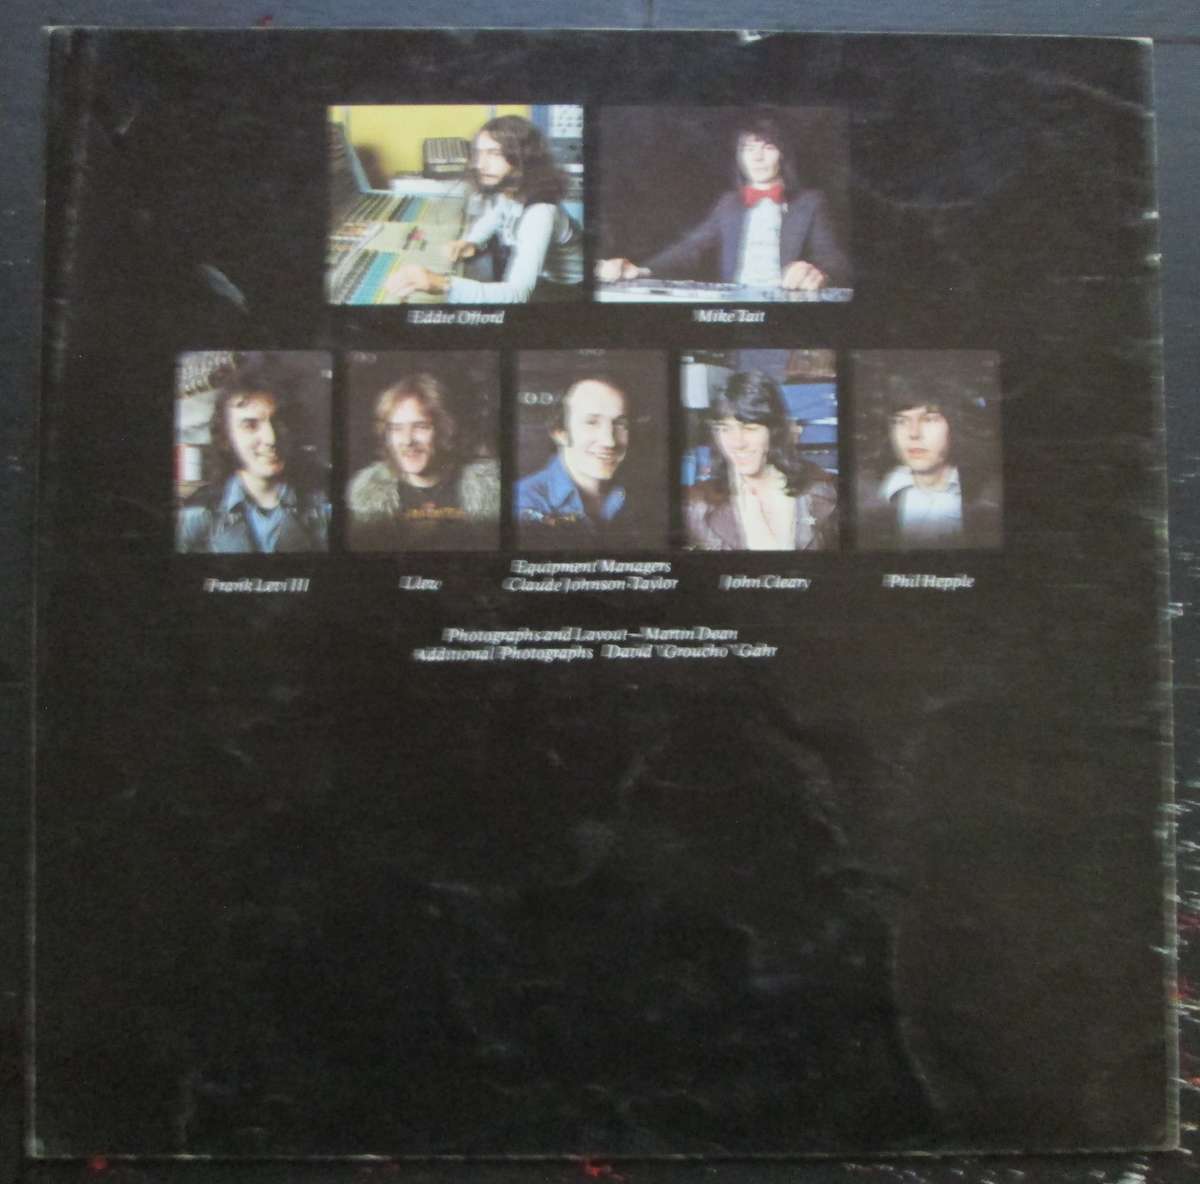 Eddie Offord
Mike Tait
Equipment Managers
Frank Levi III
Llew
Claude Johnson-Taylor
John Cleary
Phil Hepple
Photographs and Layout — Martin Dean
Additional Photographs David "Groucho" Gahr